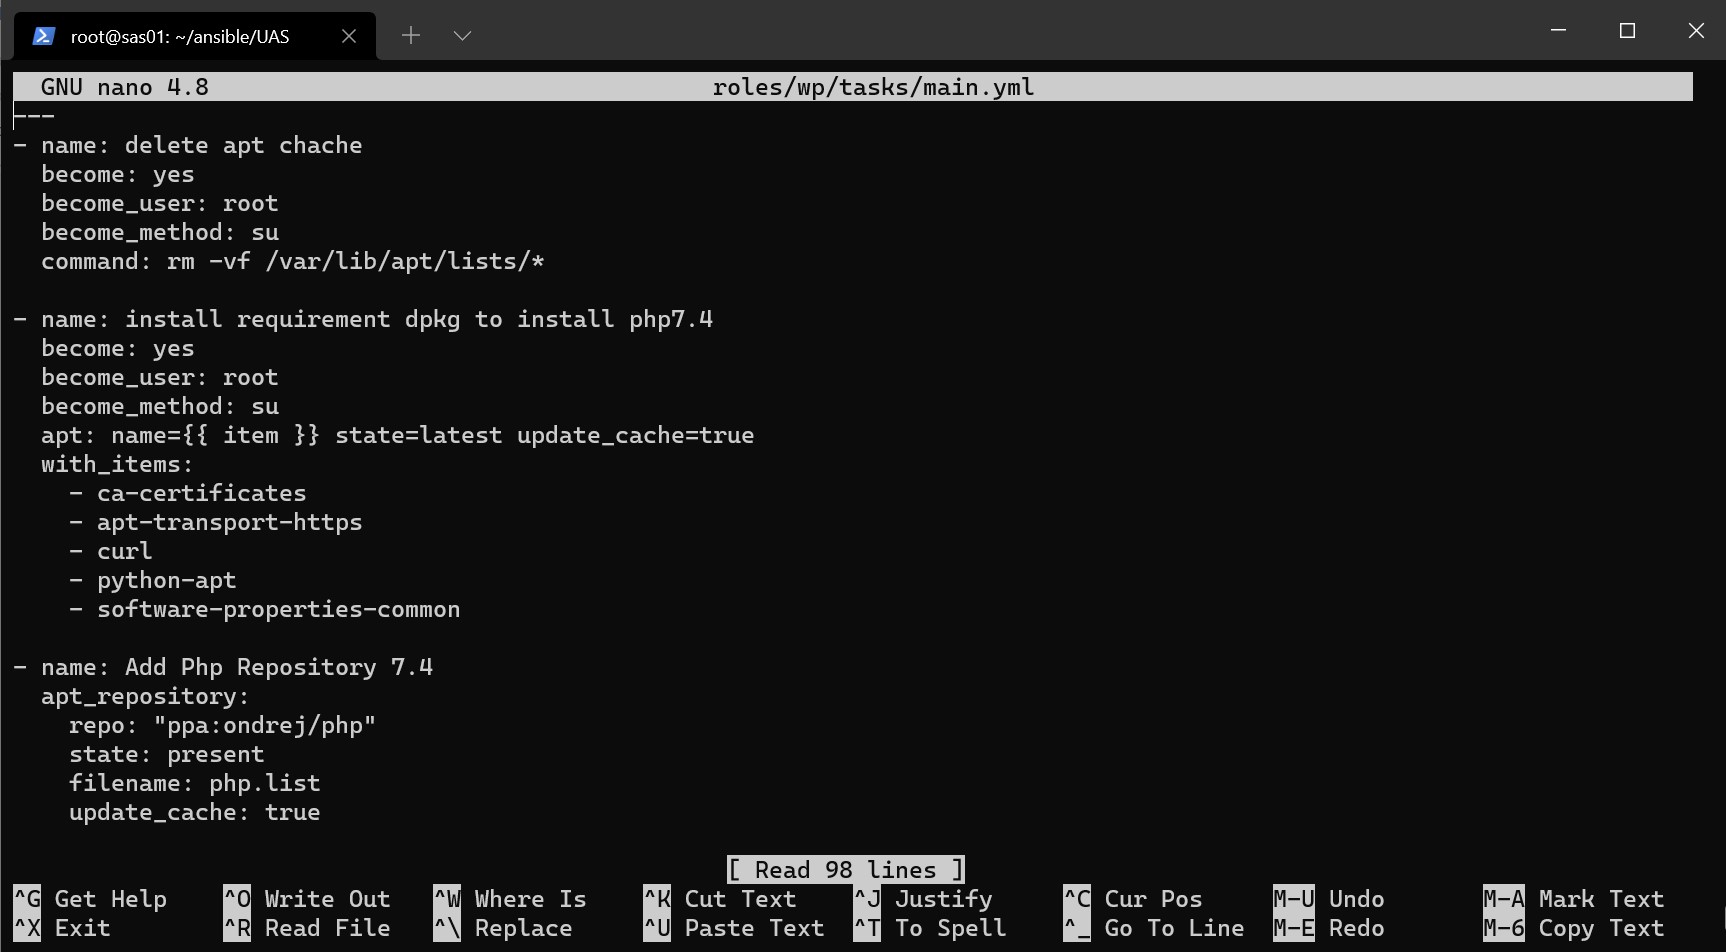 root@sas01: ~/ansible/UAS
GNU nano 4.8 roles/wp/tasks/main.yml
---
- name: delete apt chache
  become: yes
  become_user: root
  become_method: su
  command: rm -vf /var/lib/apt/lists/*

- name: install requirement dpkg to install php7.4
  become: yes
  become_user: root
  become_method: su
  apt: name={{ item }} state=latest update_cache=true
  with_items:
    - ca-certificates
    - apt-transport-https
    - curl
    - python-apt
    - software-properties-common

- name: Add Php Repository 7.4
  apt_repository:
    repo: "ppa:ondrej/php"
    state: present
    filename: php.list
    update_cache: true

[ Read 98 lines ]
^G Get Help ^O Write Out ^W Where Is ^K Cut Text ^J Justify ^C Cur Pos M-U Undo M-A Mark Text
^X Exit ^R Read File ^\ Replace ^U Paste Text ^T To Spell ^_ Go To Line M-E Redo M-6 Copy Text